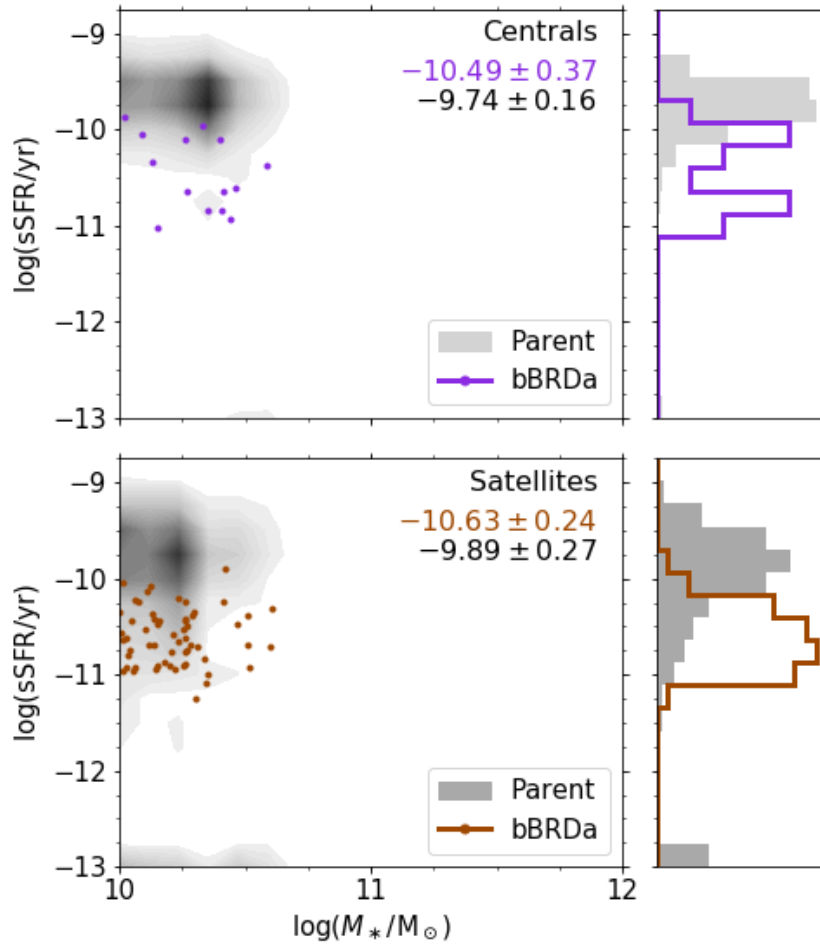 −9
−10
−11
−12
−13
log(sSFR/yr)
Centrals
−10.49 ± 0.37
−9.74 ± 0.16
Parent
bBRDa
−9
−10
−11
−12
−13
log(sSFR/yr)
Satellites
−10.63 ± 0.24
−9.89 ± 0.27
Parent
bBRDa
10 11 12
log(M∗/M⊙)